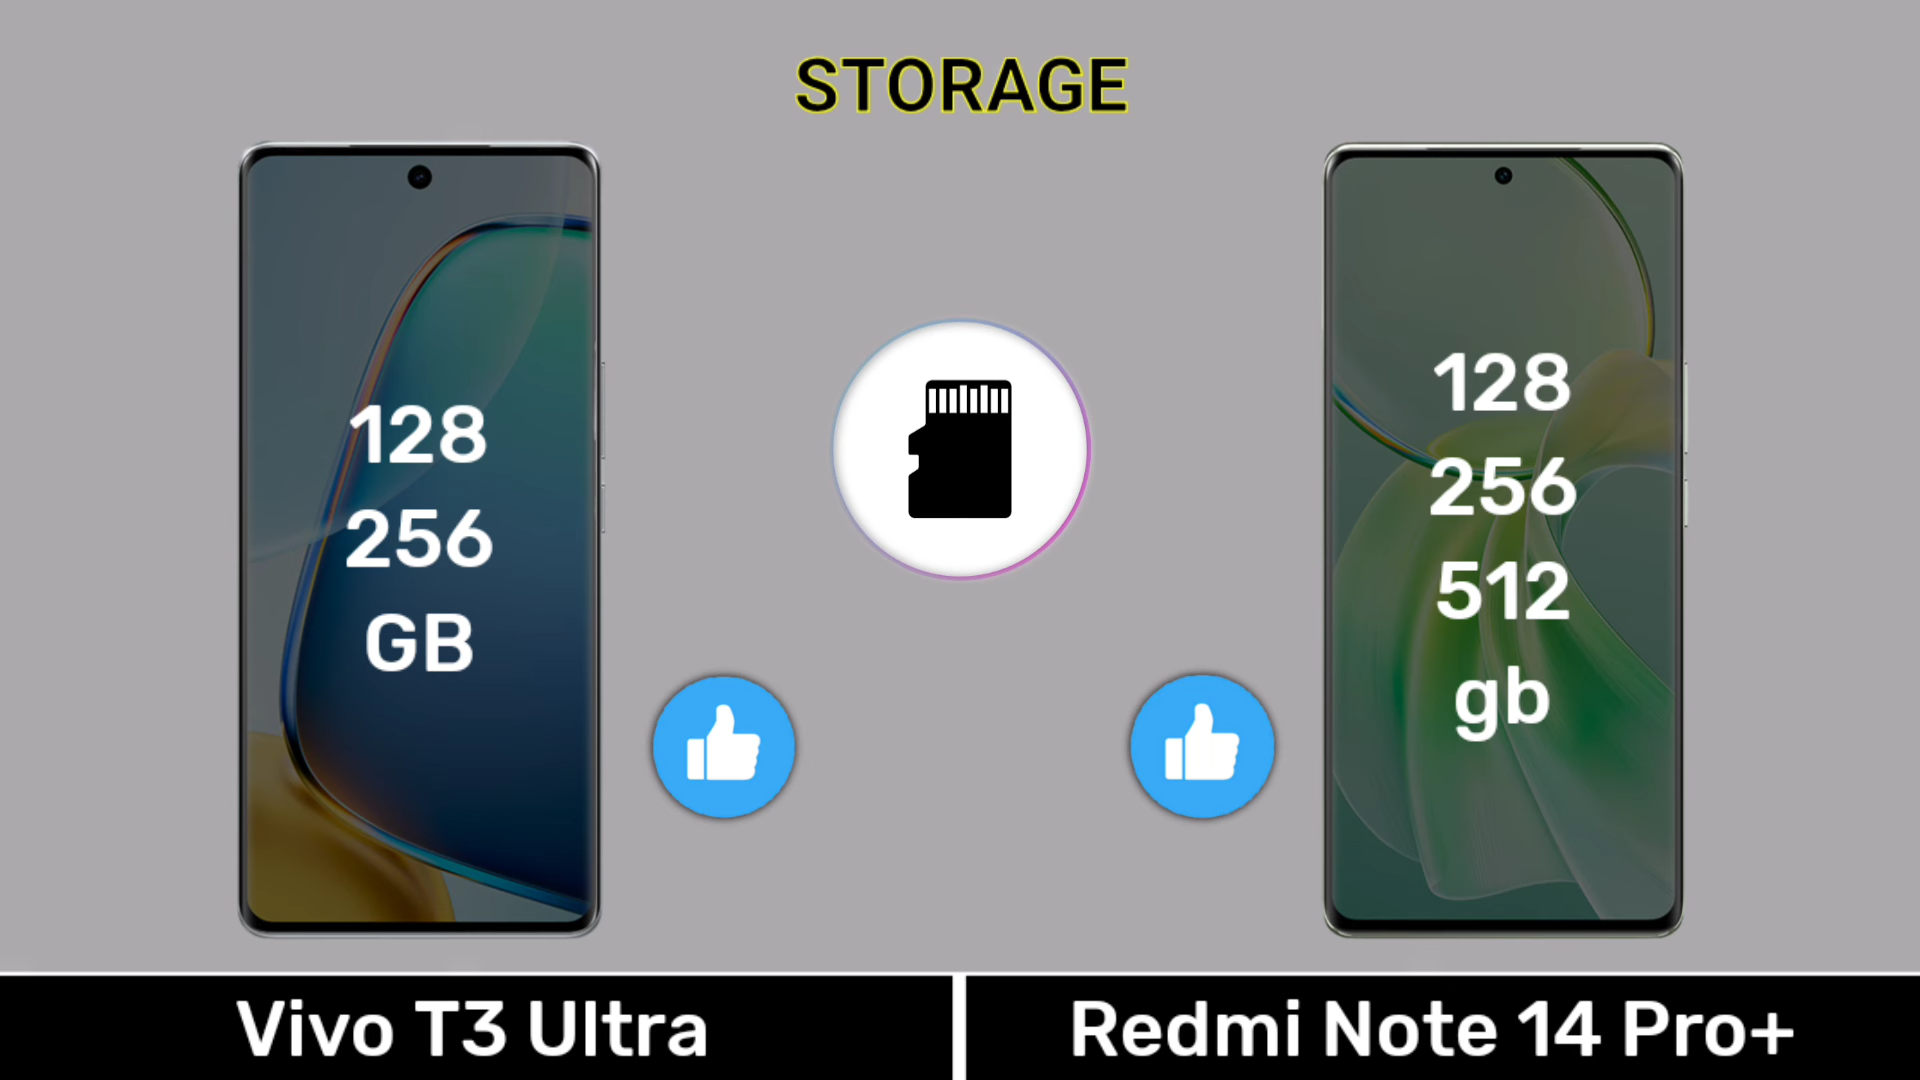 STORAGE
128
256
GB
128
256
512
gb
Vivo T3 Ultra
Redmi Note 14 Pro+